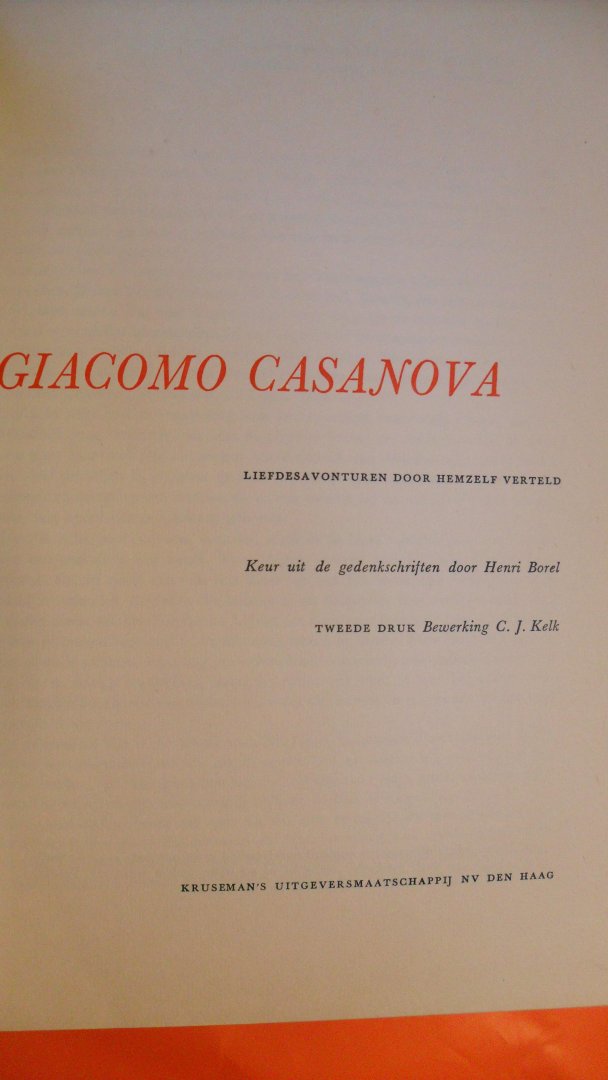 GIACOMO CASANOVA
LIEFDESAVONTUREN DOOR HEMZELF VERTELD
Keur uit de gedenkschriften door Henri Borel
TWEEDE DRUK Bewerking C. J. Kelk
KRUSEMAN'S UITGEVERSMAATSCHAPPIJ NV DEN HAAG